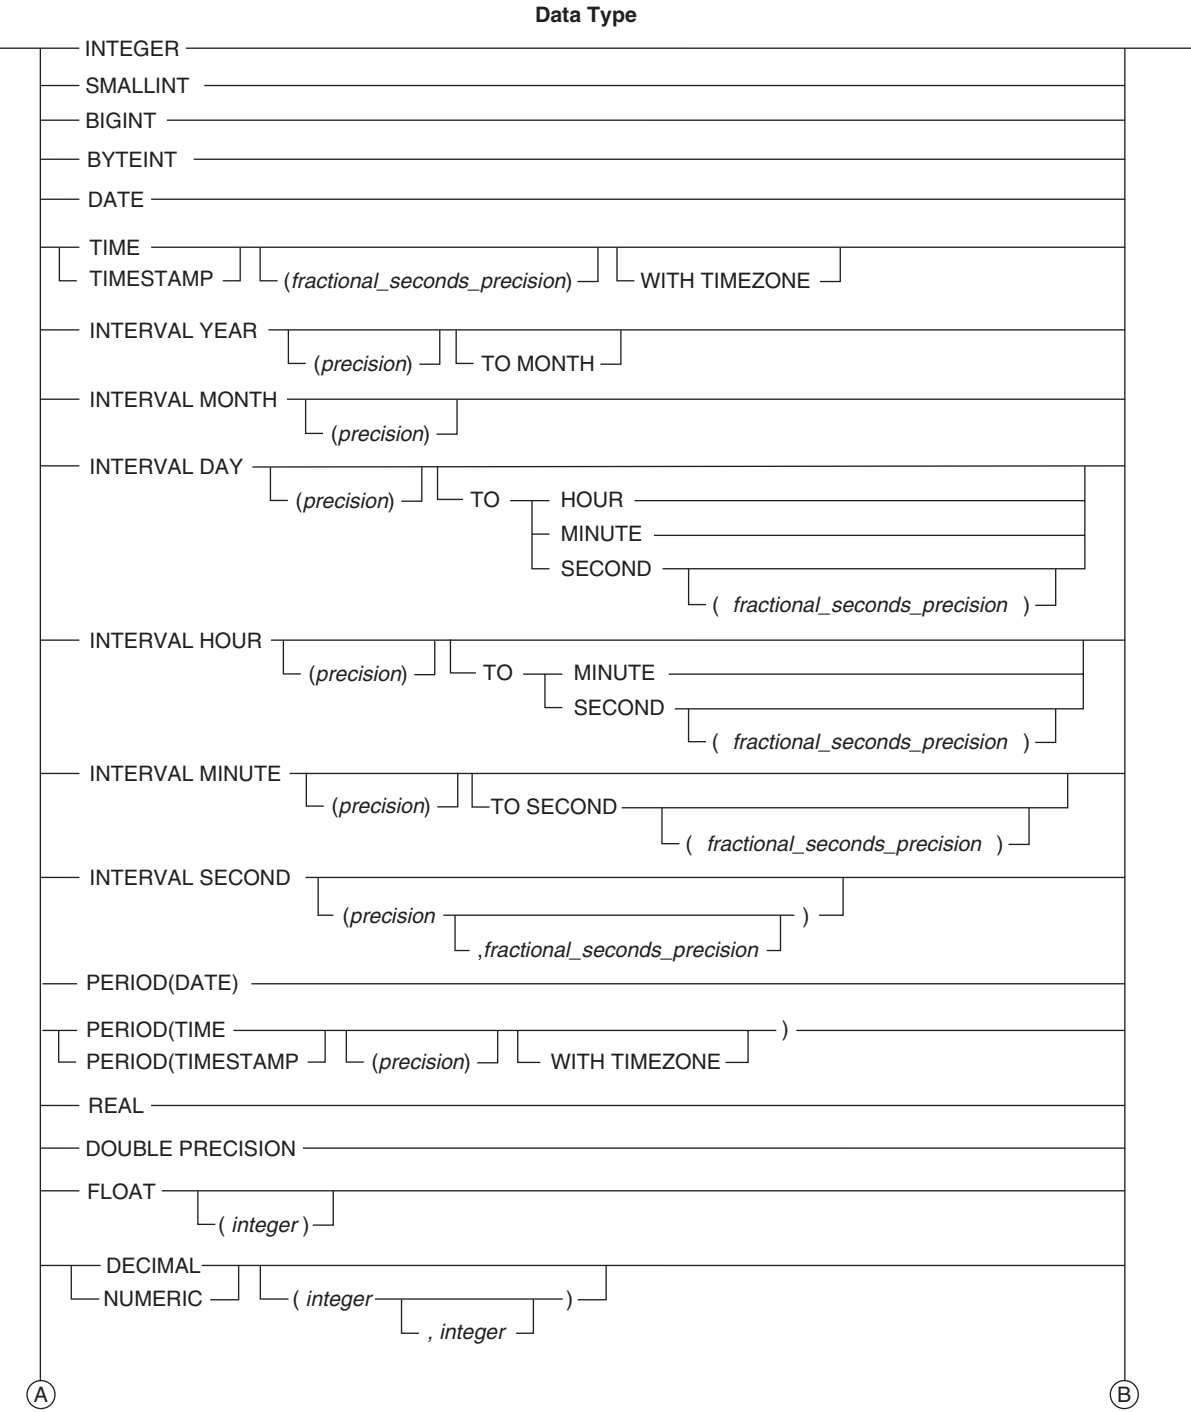 Data Type
INTEGER
SMALLINT
BIGINT
BYTEINT
DATE
TIME
TIMESTAMP (fractional_seconds_precision) WITH TIMEZONE
INTERVAL YEAR
(precision) TO MONTH
INTERVAL MONTH
(precision)
INTERVAL DAY
(precision) TO HOUR
MINUTE
SECOND
( fractional_seconds_precision )
INTERVAL HOUR
(precision) TO MINUTE
SECOND
( fractional_seconds_precision )
INTERVAL MINUTE
(precision) TO SECOND
( fractional_seconds_precision )
INTERVAL SECOND
(precision )
,fractional_seconds_precision
PERIOD(DATE)
PERIOD(TIME )
PERIOD(TIMESTAMP (precision) WITH TIMEZONE
REAL
DOUBLE PRECISION
FLOAT
( integer )
DECIMAL
NUMERIC ( integer )
, integer
A B